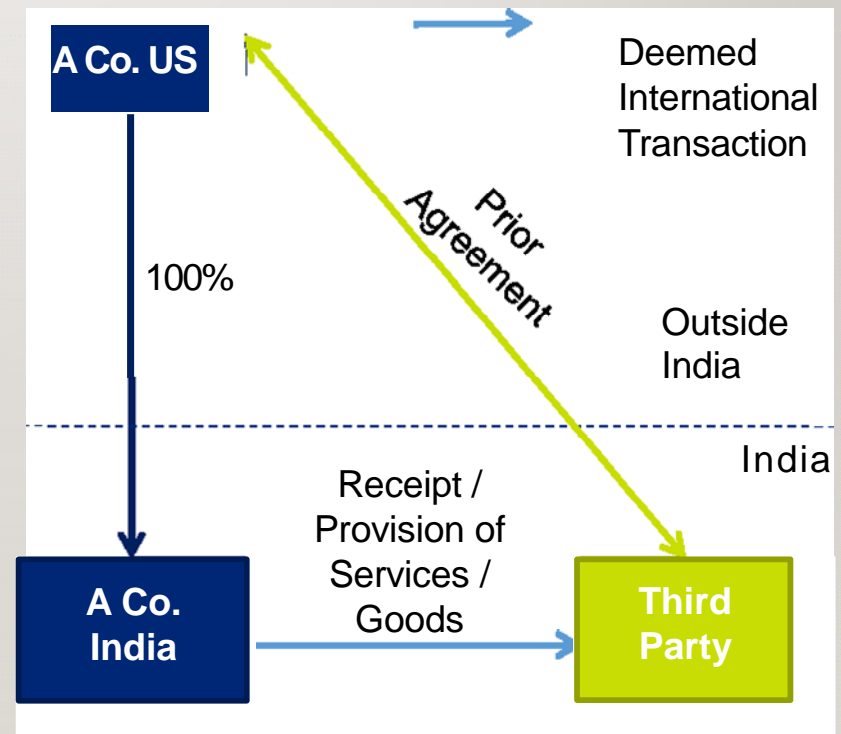 A Co. US
Deemed
International
Transaction
Prior
Agreement
100%
Outside
India
India
Receipt /
Provision of
Services /
Goods
A Co.
India
Third
Party